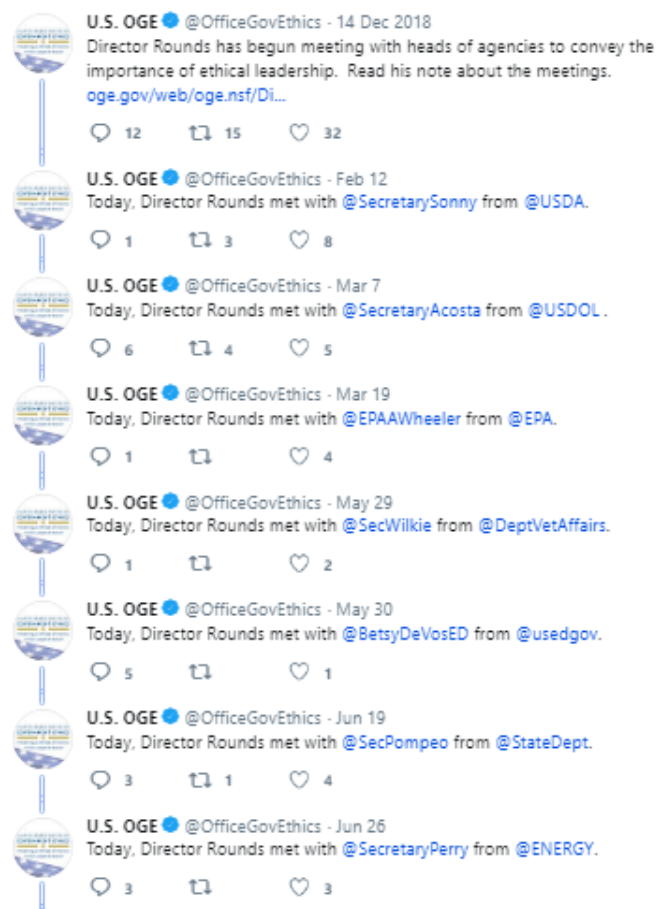 U.S. OGE @OfficeGovEthics · 14 Dec 2018
Director Rounds has begun meeting with heads of agencies to convey the
importance of ethical leadership.  Read his note about the meetings.
oge.gov/web/oge.nsf/Di...
12 15 32
U.S. OGE @OfficeGovEthics · Feb 12
Today, Director Rounds met with @SecretarySonny from @USDA.
1 3 8
U.S. OGE @OfficeGovEthics · Mar 7
Today, Director Rounds met with @SecretaryAcosta from @USDOL .
6 4 5
U.S. OGE @OfficeGovEthics · Mar 19
Today, Director Rounds met with @EPAAWheeler from @EPA.
1 4
U.S. OGE @OfficeGovEthics · May 29
Today, Director Rounds met with @SecWilkie from @DeptVetAffairs.
1 2
U.S. OGE @OfficeGovEthics · May 30
Today, Director Rounds met with @BetsyDeVosED from @usedgov.
5 1
U.S. OGE @OfficeGovEthics · Jun 19
Today, Director Rounds met with @SecPompeo from @StateDept.
3 1 4
U.S. OGE @OfficeGovEthics · Jun 26
Today, Director Rounds met with @SecretaryPerry from @ENERGY.
3 3